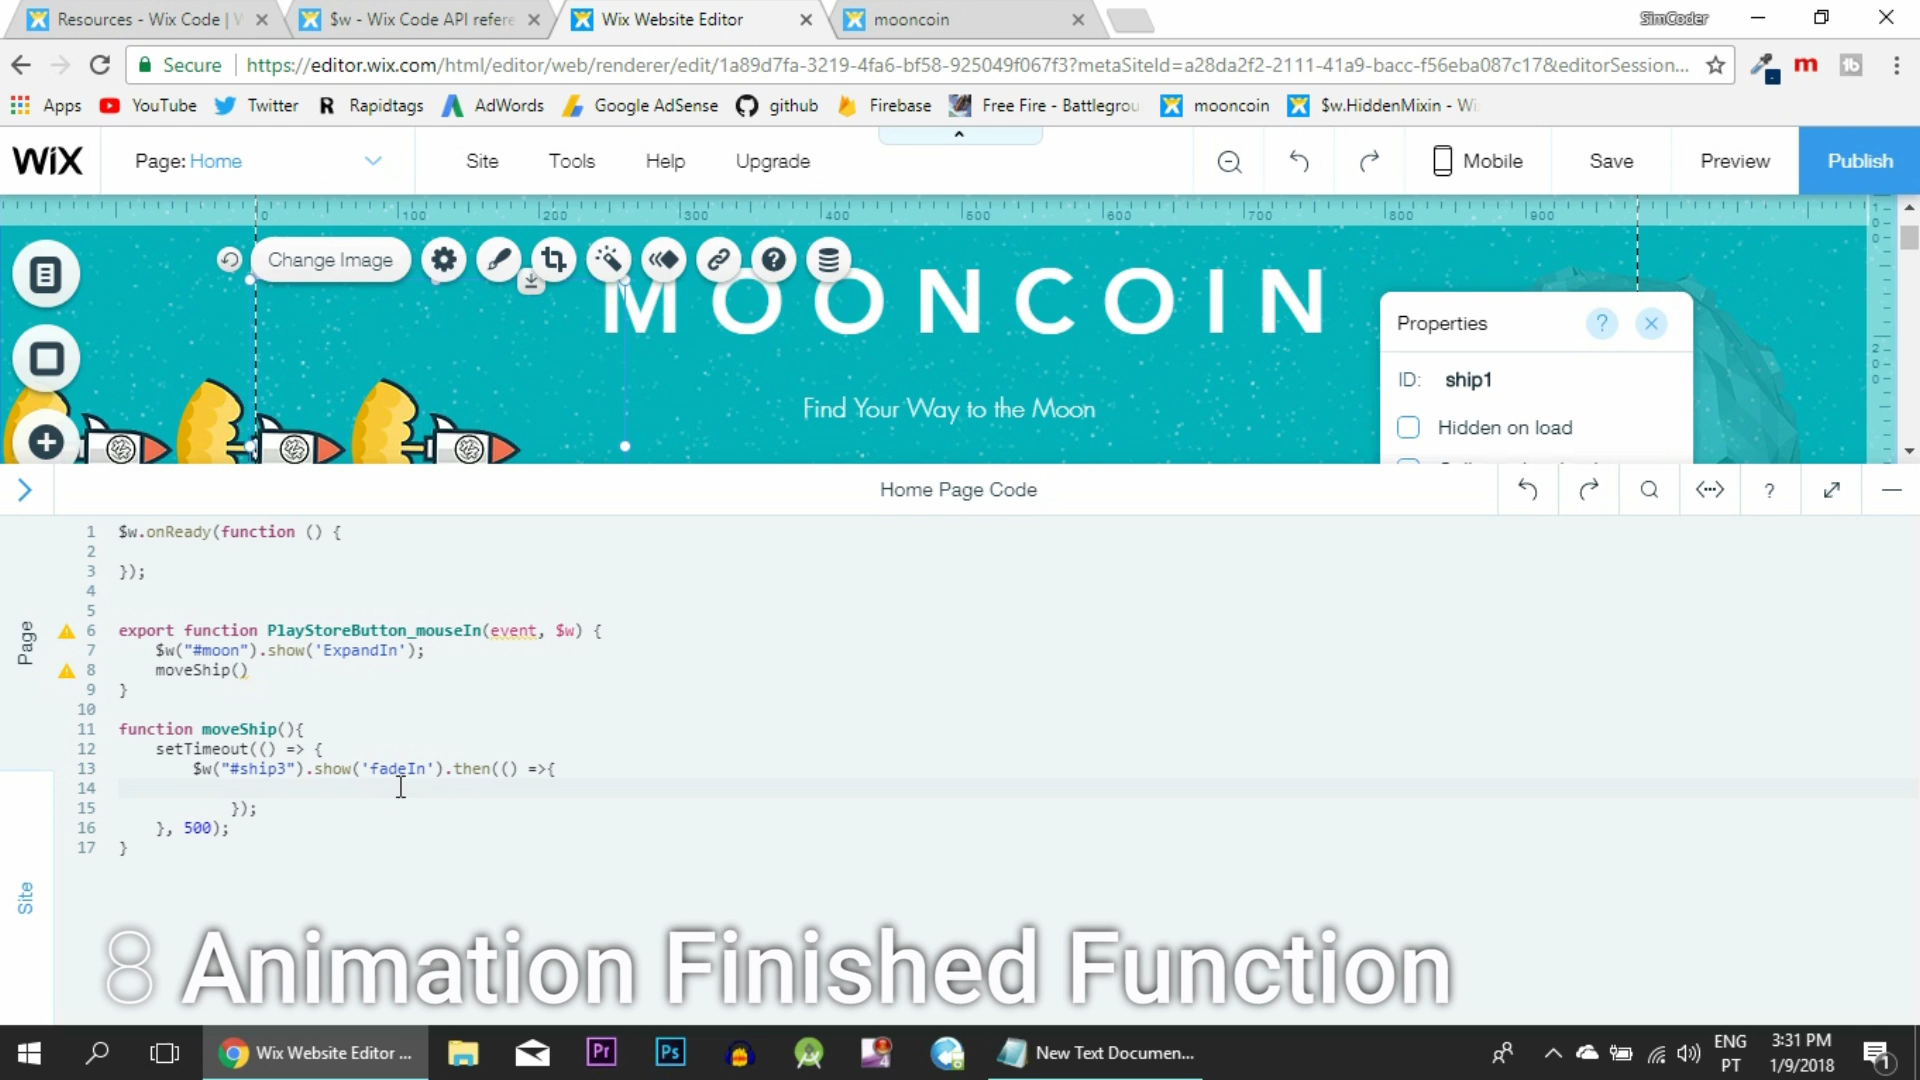 Resources - Wix Code |
$w - Wix Code API refere
Wix Website Editor
mooncoin
SimCoder
Secure
https://editor.wix.com/html/editor/web/renderer/edit/1a89d7fa-3219-4fa6-bf58-925049f067f3?metaSiteId=a28da2f2-2111-41a9-bacc-f56eba087c17&editorSession...
Apps
YouTube
Twitter
Rapidtags
AdWords
Google AdSense
github
Firebase
Free Fire - Battlegrou
mooncoin
$w.HiddenMixin - Wi
WiX
Page: Home
Site
Tools
Help
Upgrade
Mobile
Save
Preview
Publish
0 100 200 300 400 500 600 700 800 900
Change Image
MOONCOIN
Find Your Way to the Moon
Properties
ID: ship1
Hidden on load
Home Page Code
Page
Site
1 $w.onReady(function () {
2
3 });
4
5
6 export function PlayStoreButton_mouseIn(event, $w) {
7 $w("#moon").show('ExpandIn');
8 moveShip()
9 }
10
11 function moveShip(){
12 setTimeout(() => {
13 $w("#ship3").show('fadeIn').then(() =>{
14
15 });
16 }, 500);
17 }
8 Animation Finished Function
Wix Website Editor ...
New Text Documen...
ENG
PT
3:31 PM
1/9/2018
1